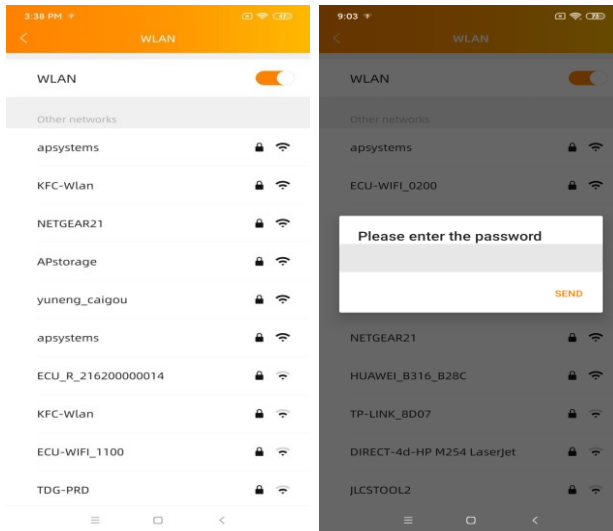 3:38 PM
WLAN
WLAN
Other networks
apsystems
KFC-Wlan
NETGEAR21
APstorage
yuneng_caigou
apsystems
ECU_R_216200000014
KFC-Wlan
ECU-WIFI_1100
TDG-PRD
9:03
WLAN
WLAN
Other networks
apsystems
ECU-WIFI_0200
Please enter the password
SEND
NETGEAR21
HUAWEI_B316_B28C
TP-LINK_8D07
DIRECT-4d-HP M254 LaserJet
JLCSTOOL2